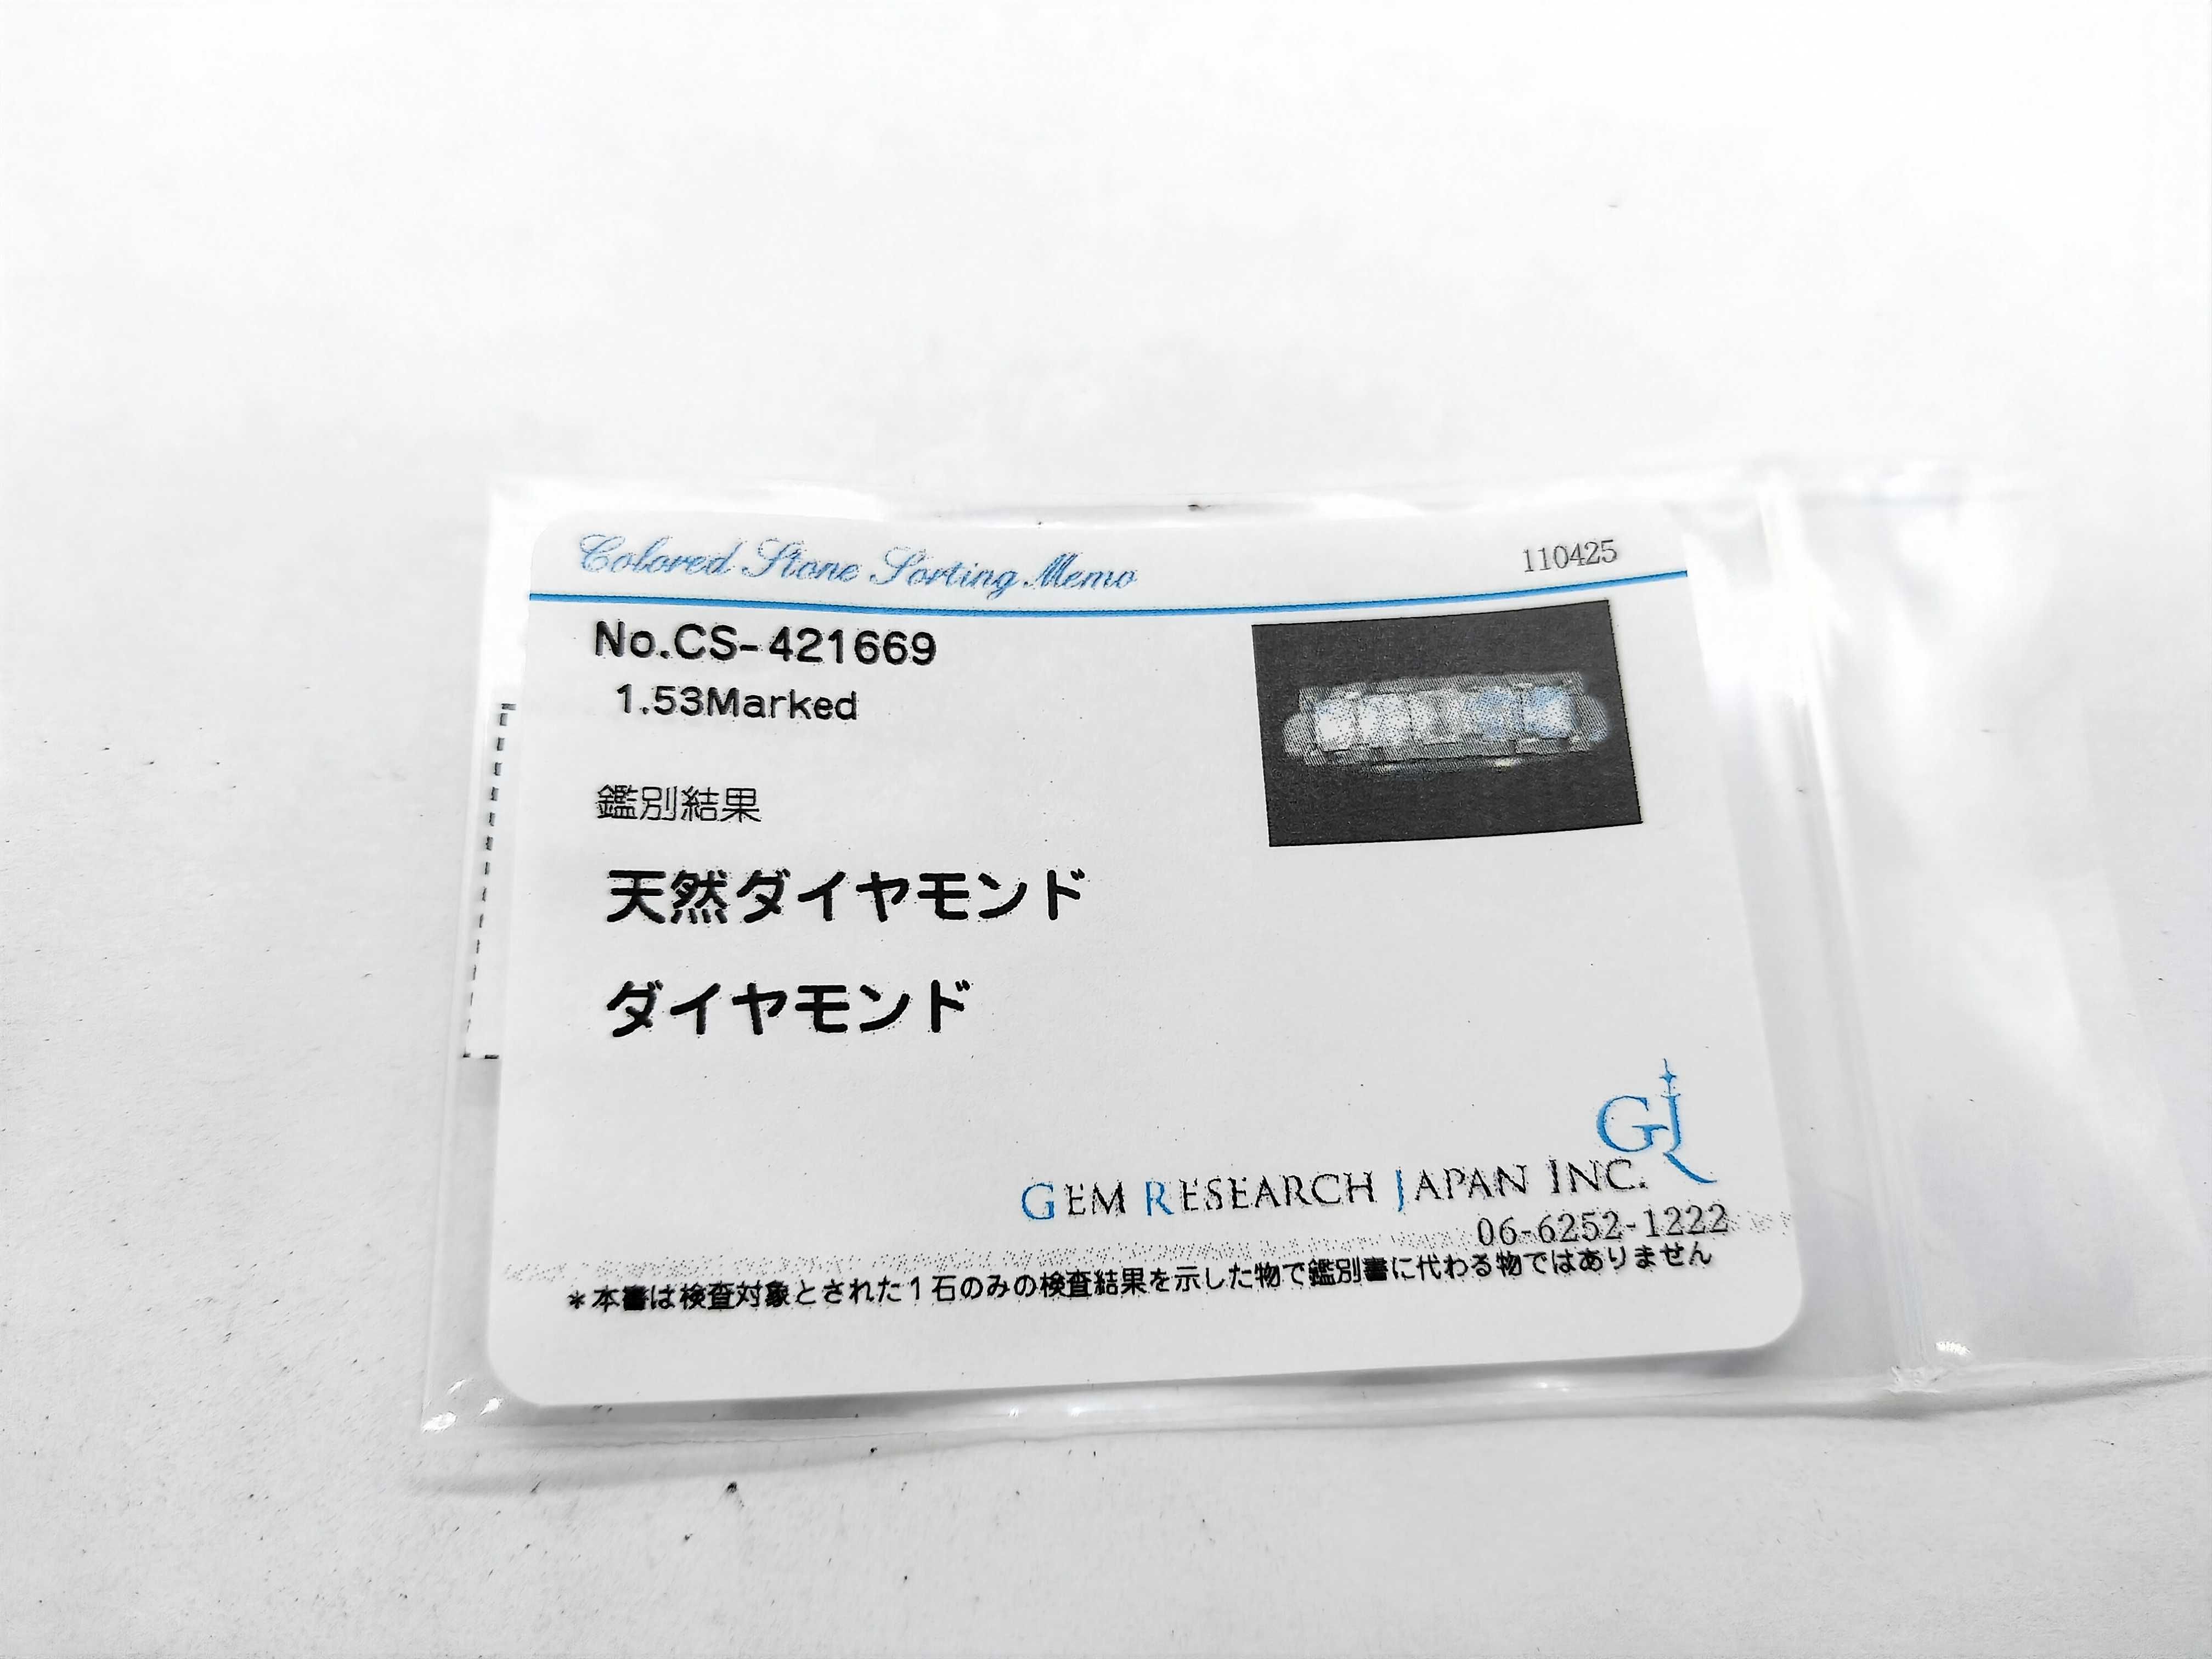 Colored Stone Sorting Memo
110425
No.CS-421669
1.53Marked
鑑別結果
天然ダイヤモンド
ダイヤモンド
GRJ
GEM RESEARCH JAPAN INC.
06-6252-1222
*本書は検査対象とされた1石のみの検査結果を示した物で鑑別書に代わる物ではありません